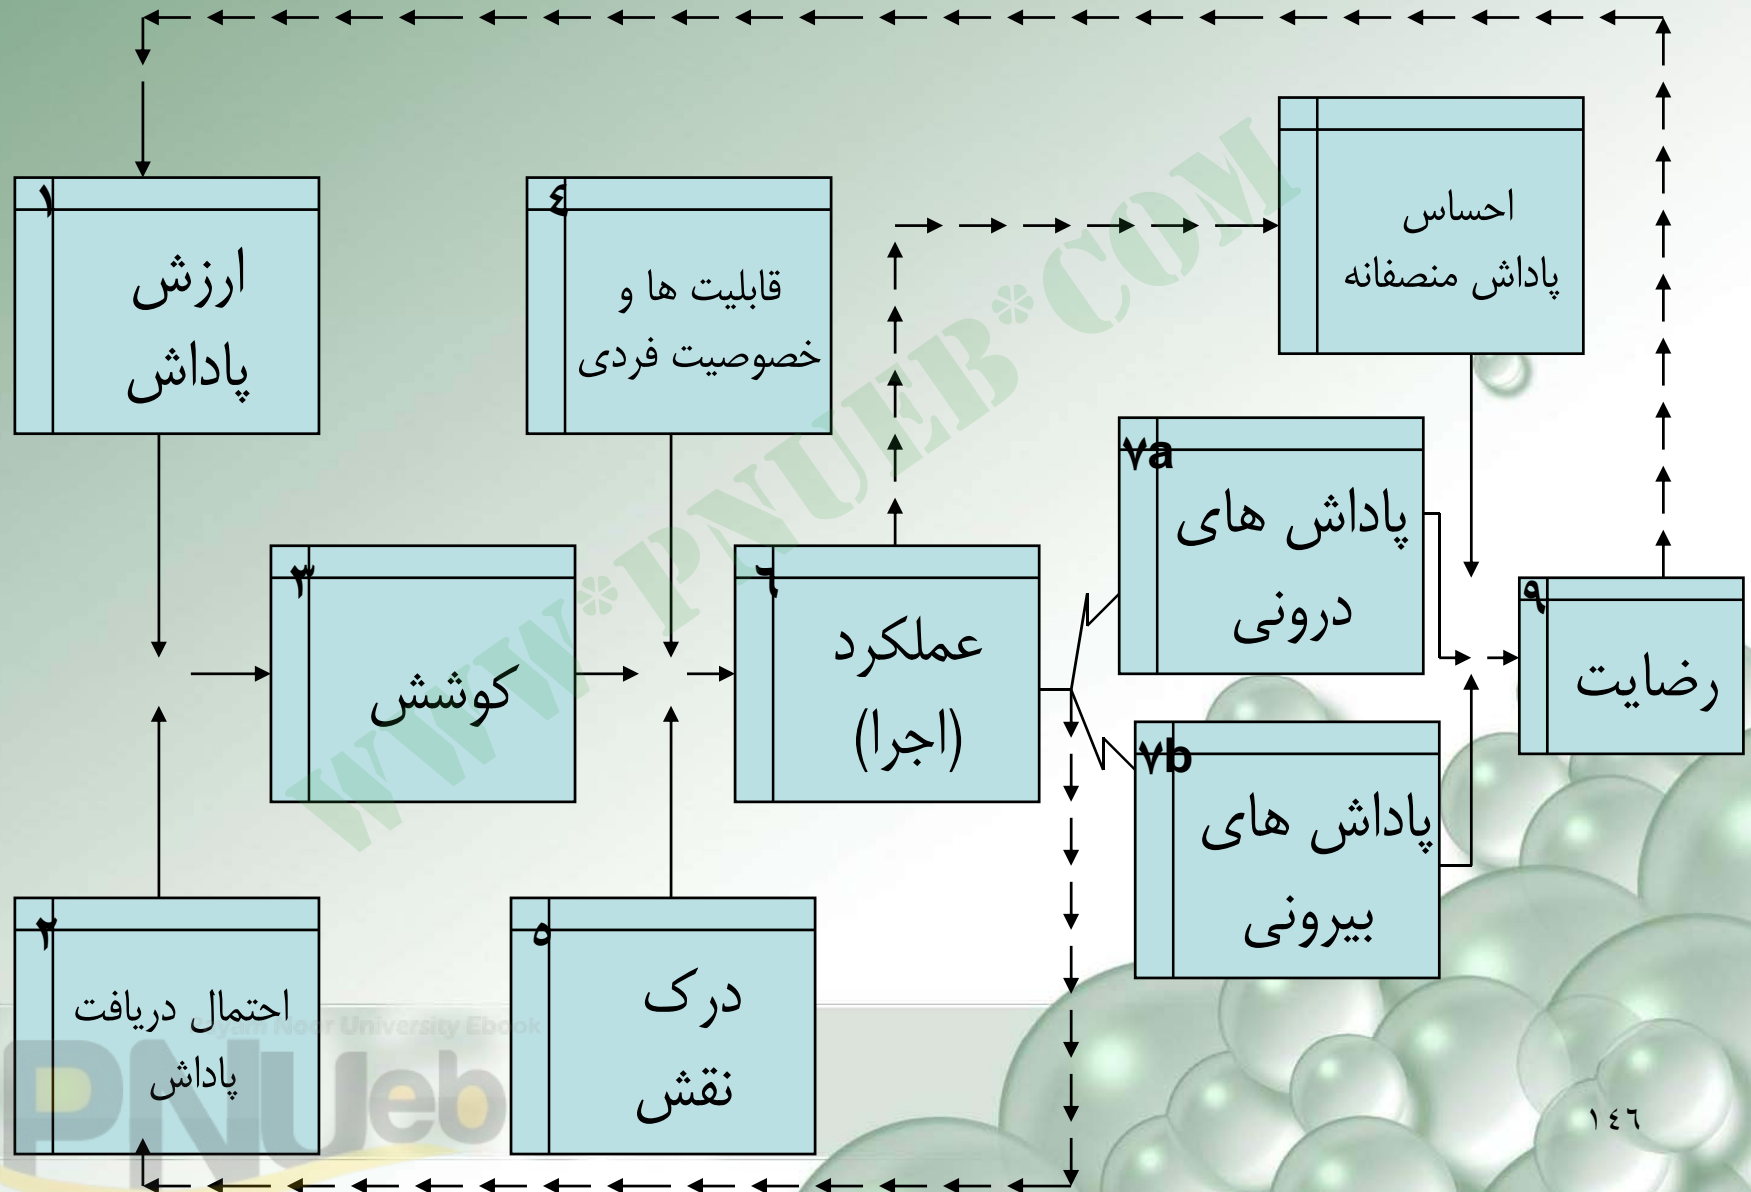 ۱
ارزش
پاداش
۲
احتمال دریافت
پاداش
۳
کوشش
٤
قابلیت ها و
خصوصیت فردی
٥
درک
نقش
٦
عملکرد
(اجرا)
۷a
پاداش های
درونی
۷b
پاداش های
بیرونی
احساس
پاداش منصفانه
۹
رضایت
WWW*PNUEB*COM
Payam Noor University Ebook
PNUeb
١٤٦